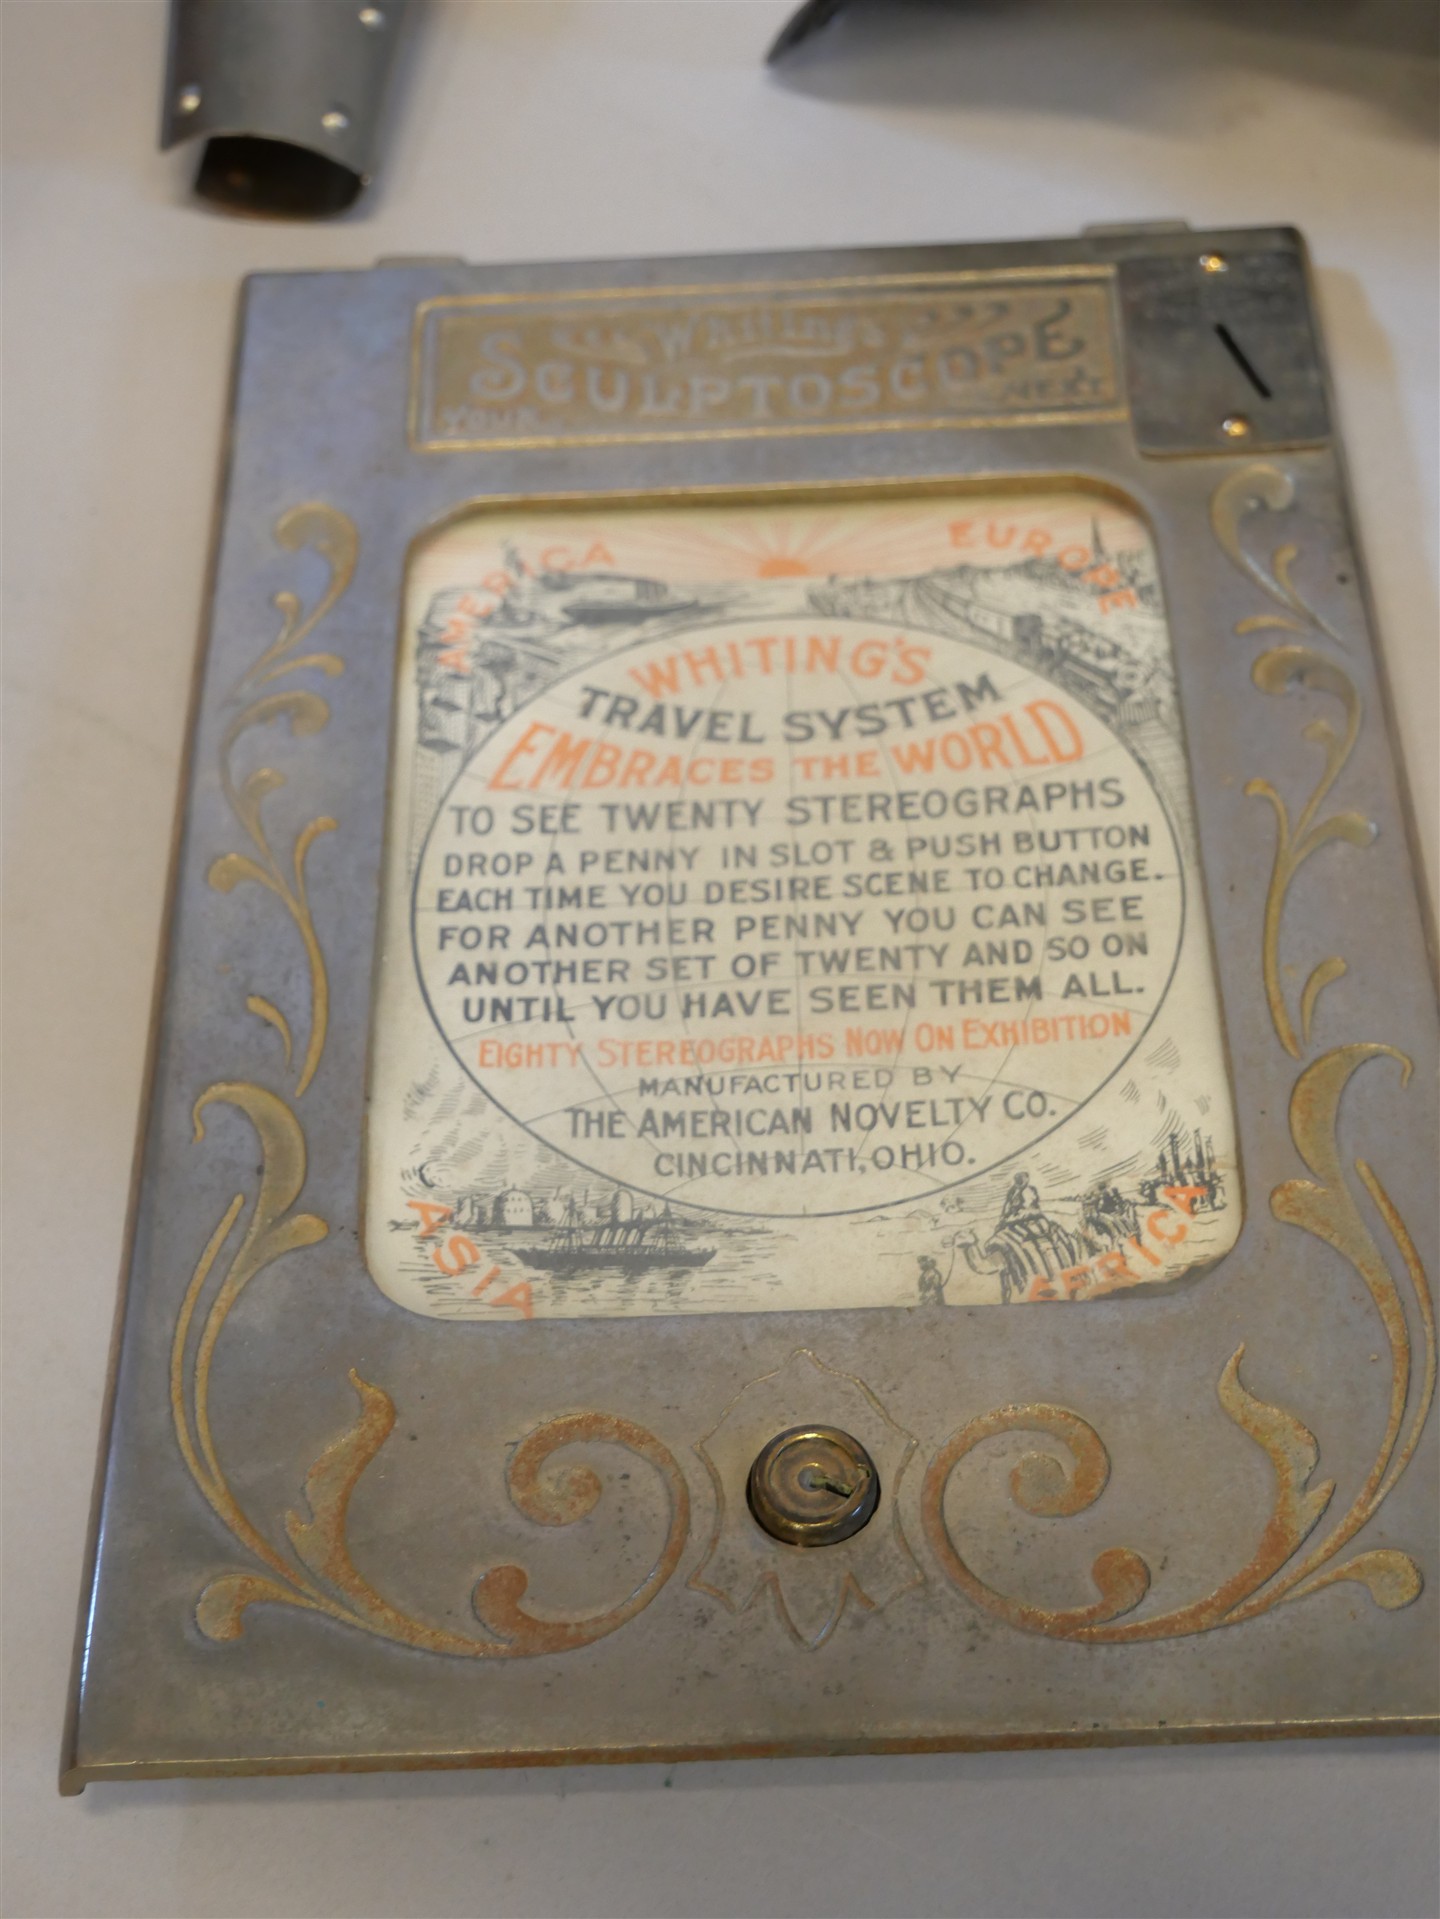 Whiting's
SCULPTOSCOPE
YOUR
NEXT
AMERICA
EUROPE
WHITING'S
TRAVEL SYSTEM
EMBRACES THE WORLD
TO SEE TWENTY STEREOGRAPHS
DROP A PENNY IN SLOT & PUSH BUTTON
EACH TIME YOU DESIRE SCENE TO CHANGE.
FOR ANOTHER PENNY YOU CAN SEE
ANOTHER SET OF TWENTY AND SO ON
UNTIL YOU HAVE SEEN THEM ALL.
EIGHTY STEREOGRAPHS NOW ON EXHIBITION
MANUFACTURED BY
THE AMERICAN NOVELTY CO.
CINCINNATI, OHIO.
ASIA
AFRICA